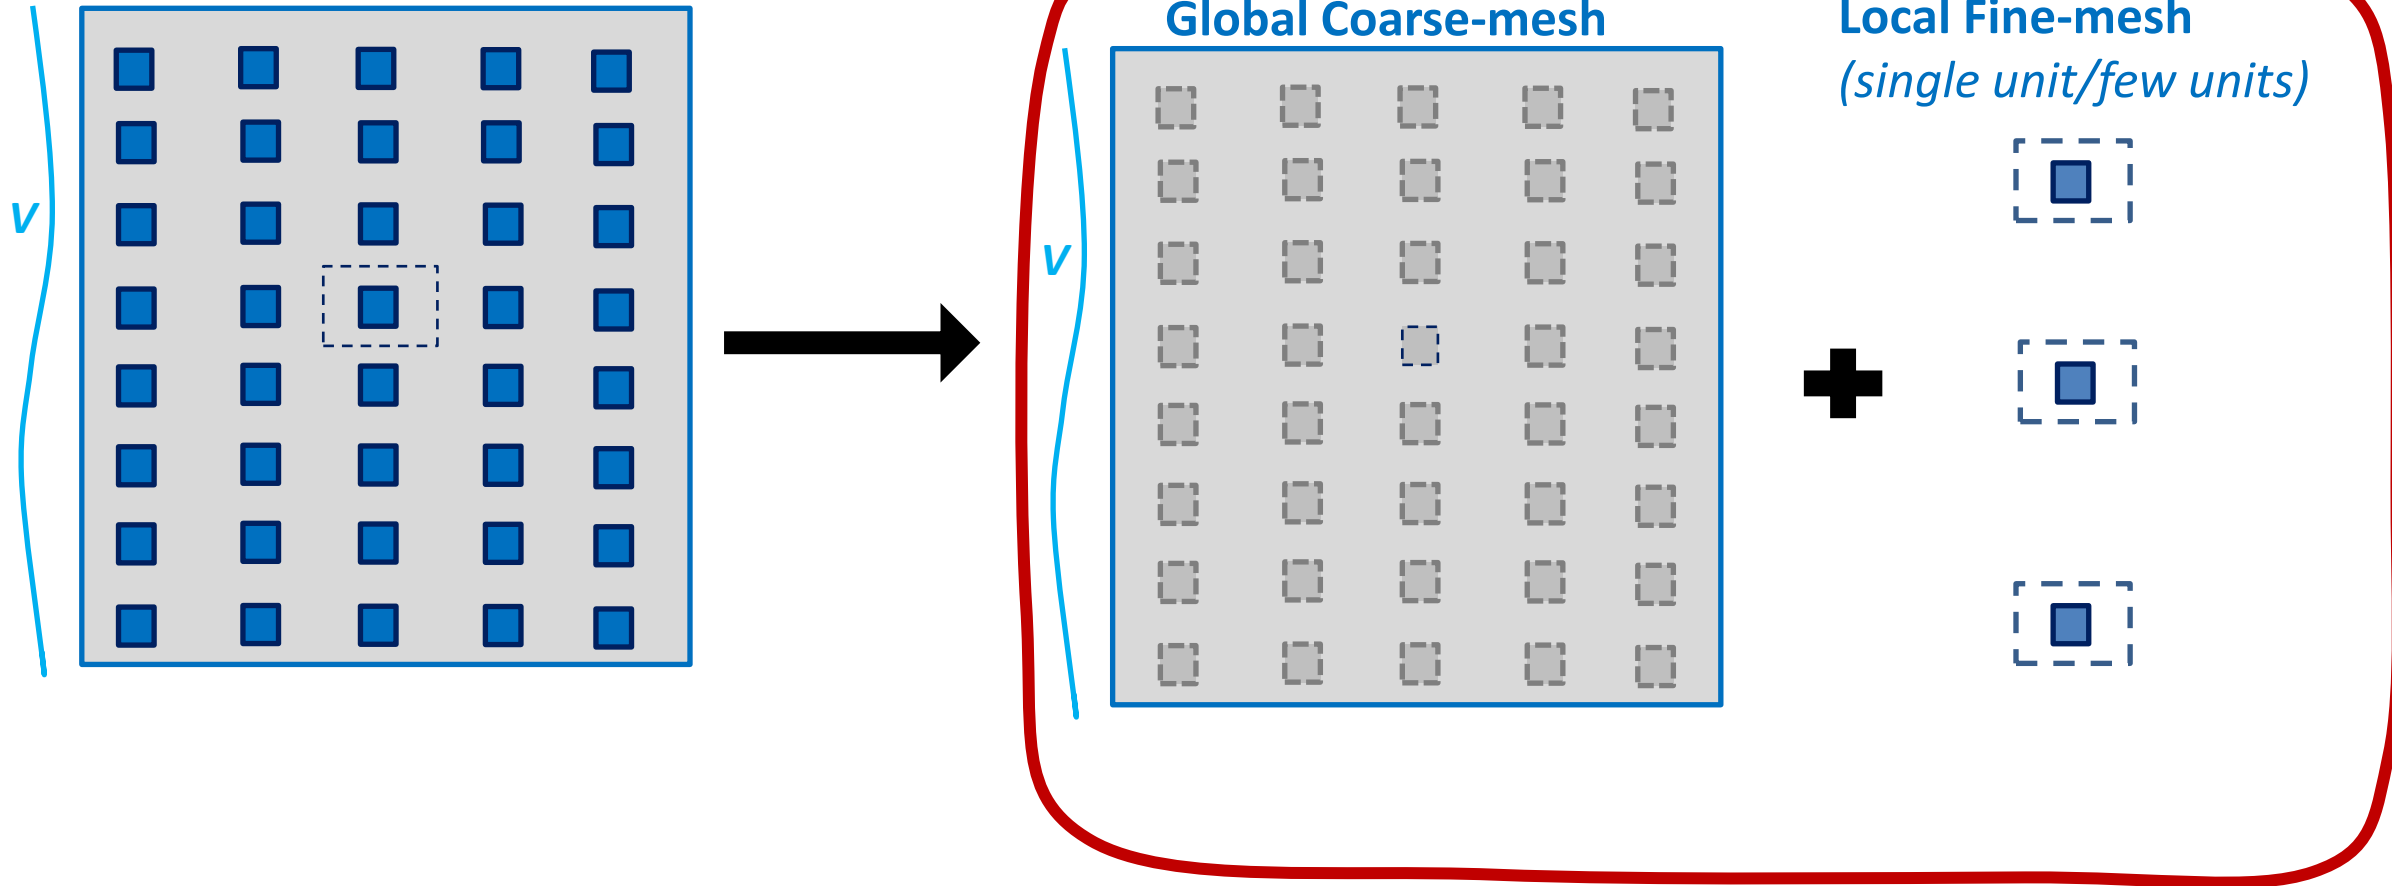 Global Coarse-mesh
Local Fine-mesh
(single unit/few units)
V
V